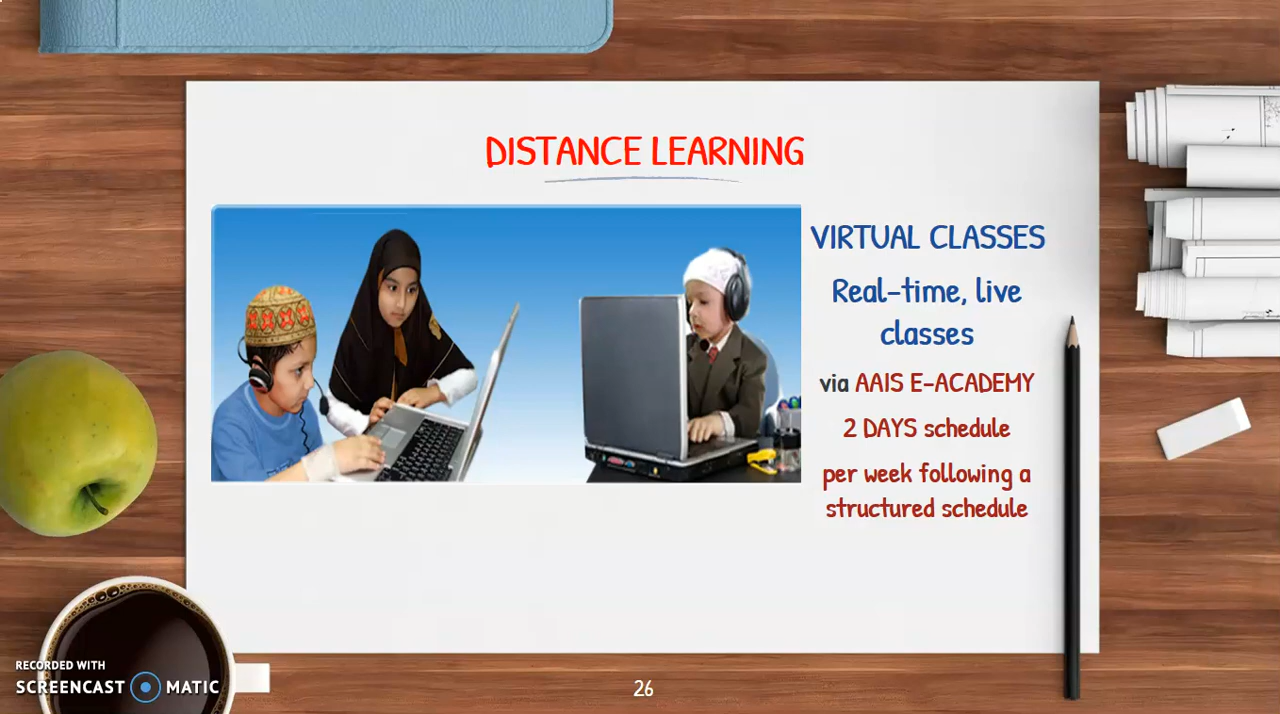 DISTANCE LEARNING
VIRTUAL CLASSES
Real-time, live
classes
via AAIS E-ACADEMY
2 DAYS schedule
per week following a
structured schedule
RECORDED WITH
SCREENCAST MATIC
26